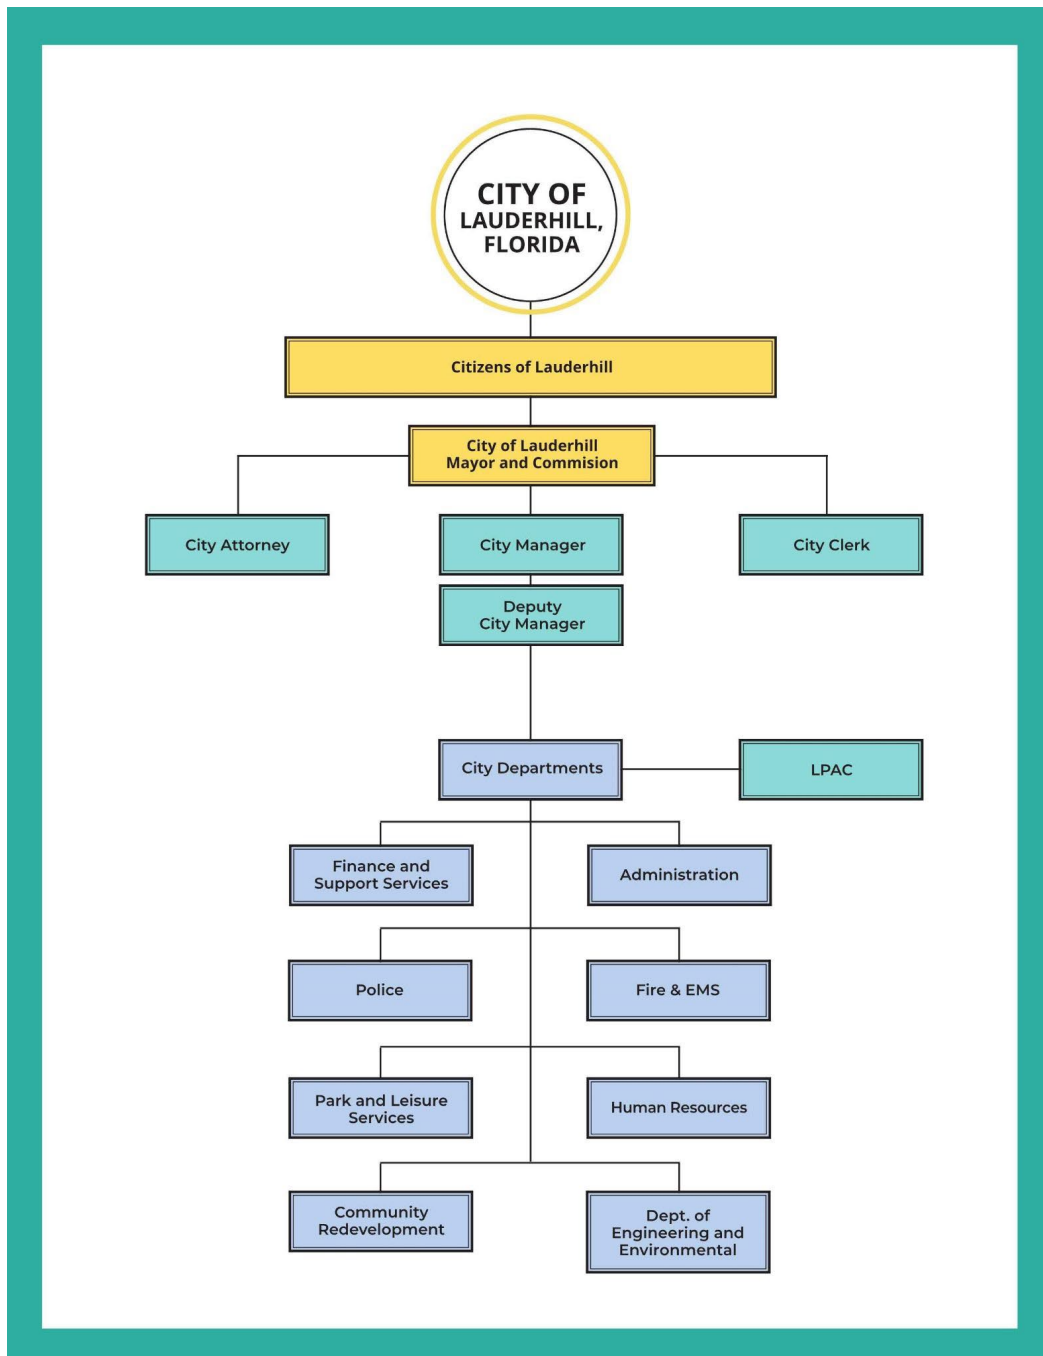 CITY OF
LAUDERHILL,
FLORIDA
Citizens of Lauderhill
City of Lauderhill
Mayor and Commision
City Attorney
City Manager
City Clerk
Deputy
City Manager
City Departments
LPAC
Finance and
Support Services
Administration
Police
Fire & EMS
Park and Leisure
Services
Human Resources
Community
Redevelopment
Dept. of
Engineering and
Environmental